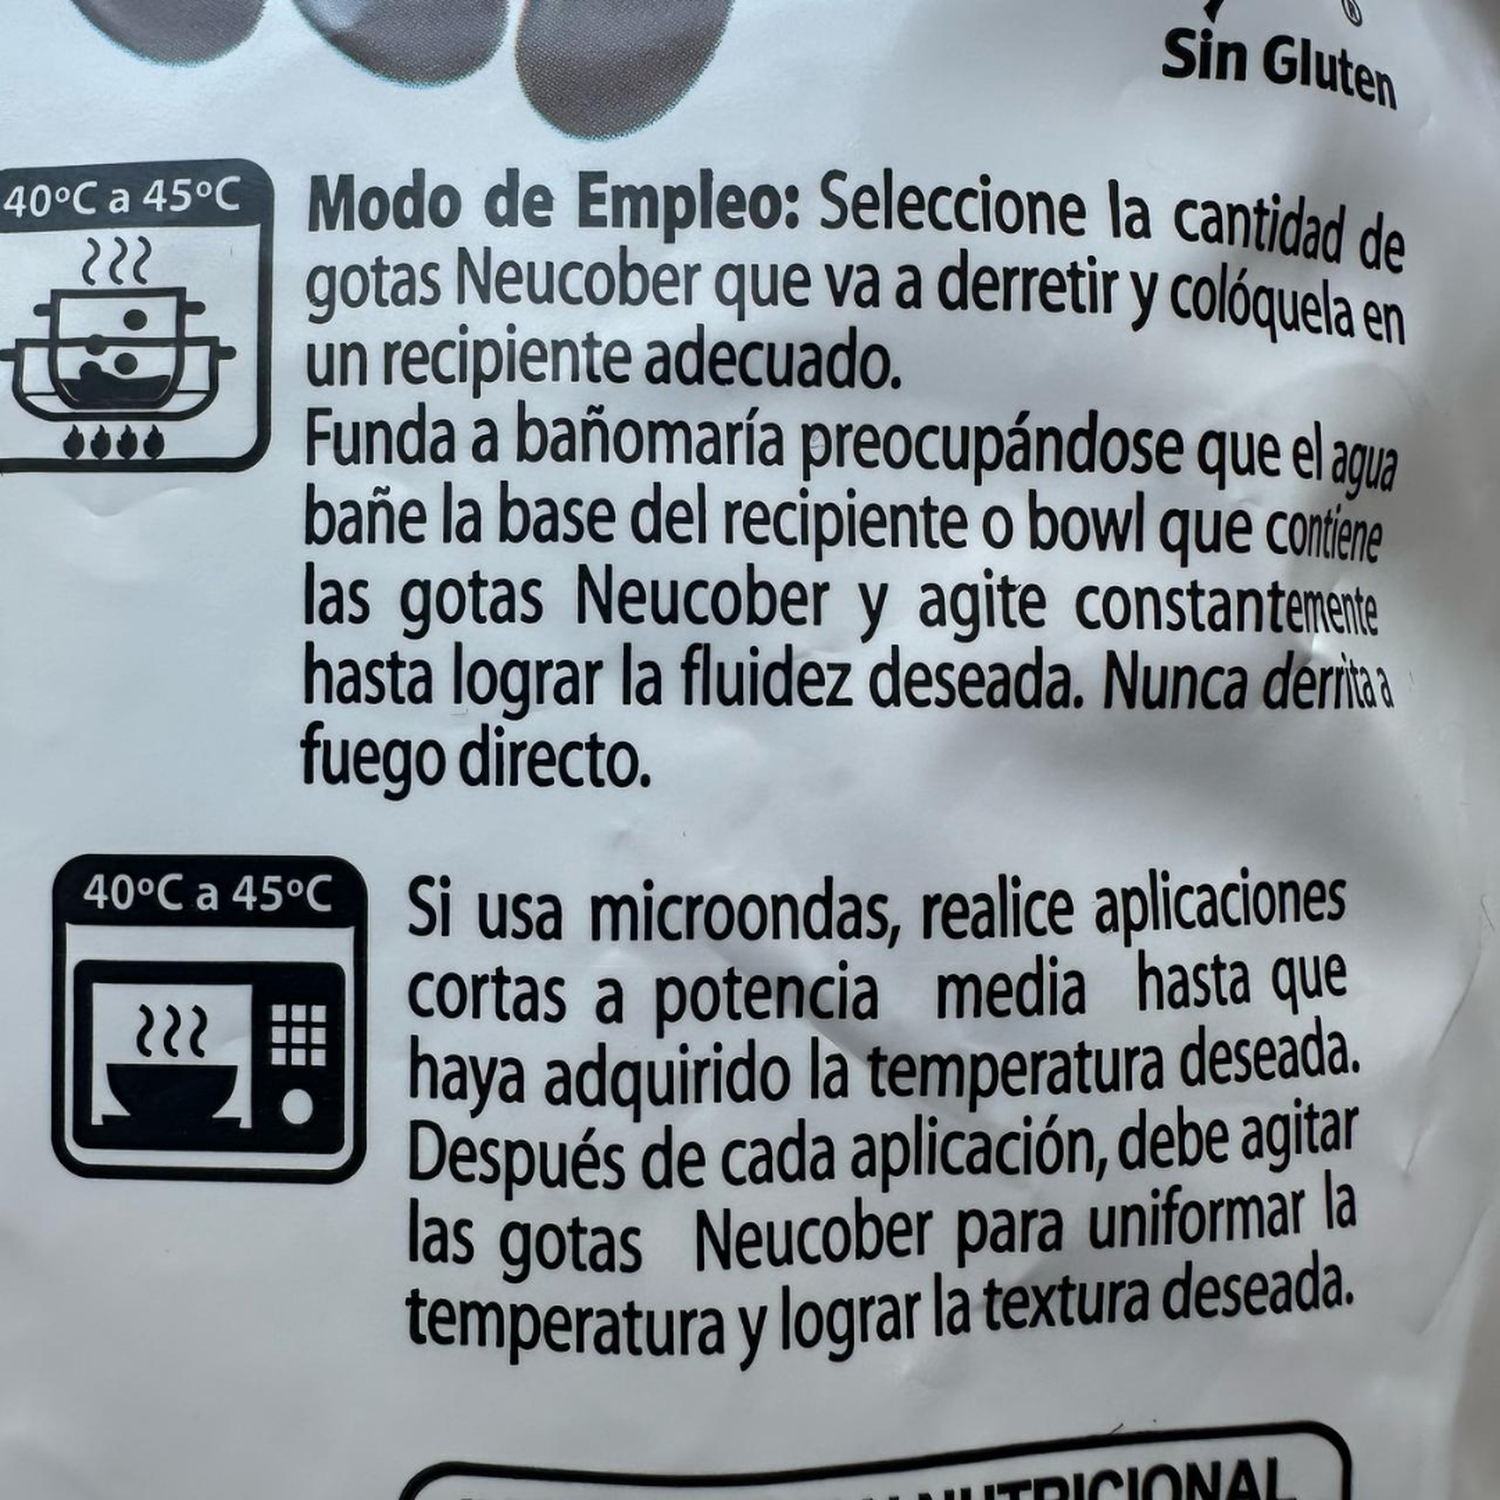 ®
Sin Gluten
40ºC a 45ºC
Modo de Empleo: Seleccione la cantidad de
gotas Neucober que va a derretir y colóquela en
un recipiente adecuado.
Funda a bañomaría preocupándose que el agua
bañe la base del recipiente o bowl que contiene
las gotas Neucober y agite constantemente
hasta lograr la fluidez deseada. Nunca derrita a
fuego directo.
40ºC a 45ºC
Si usa microondas, realice aplicaciones
cortas a potencia media hasta que
haya adquirido la temperatura deseada.
Después de cada aplicación, debe agitar
las gotas Neucober para uniformar la
temperatura y lograr la textura deseada.
NUTRICIONAL